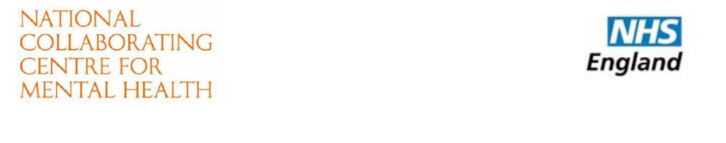 NATIONAL
COLLABORATING
CENTRE FOR
MENTAL HEALTH
NHS
England